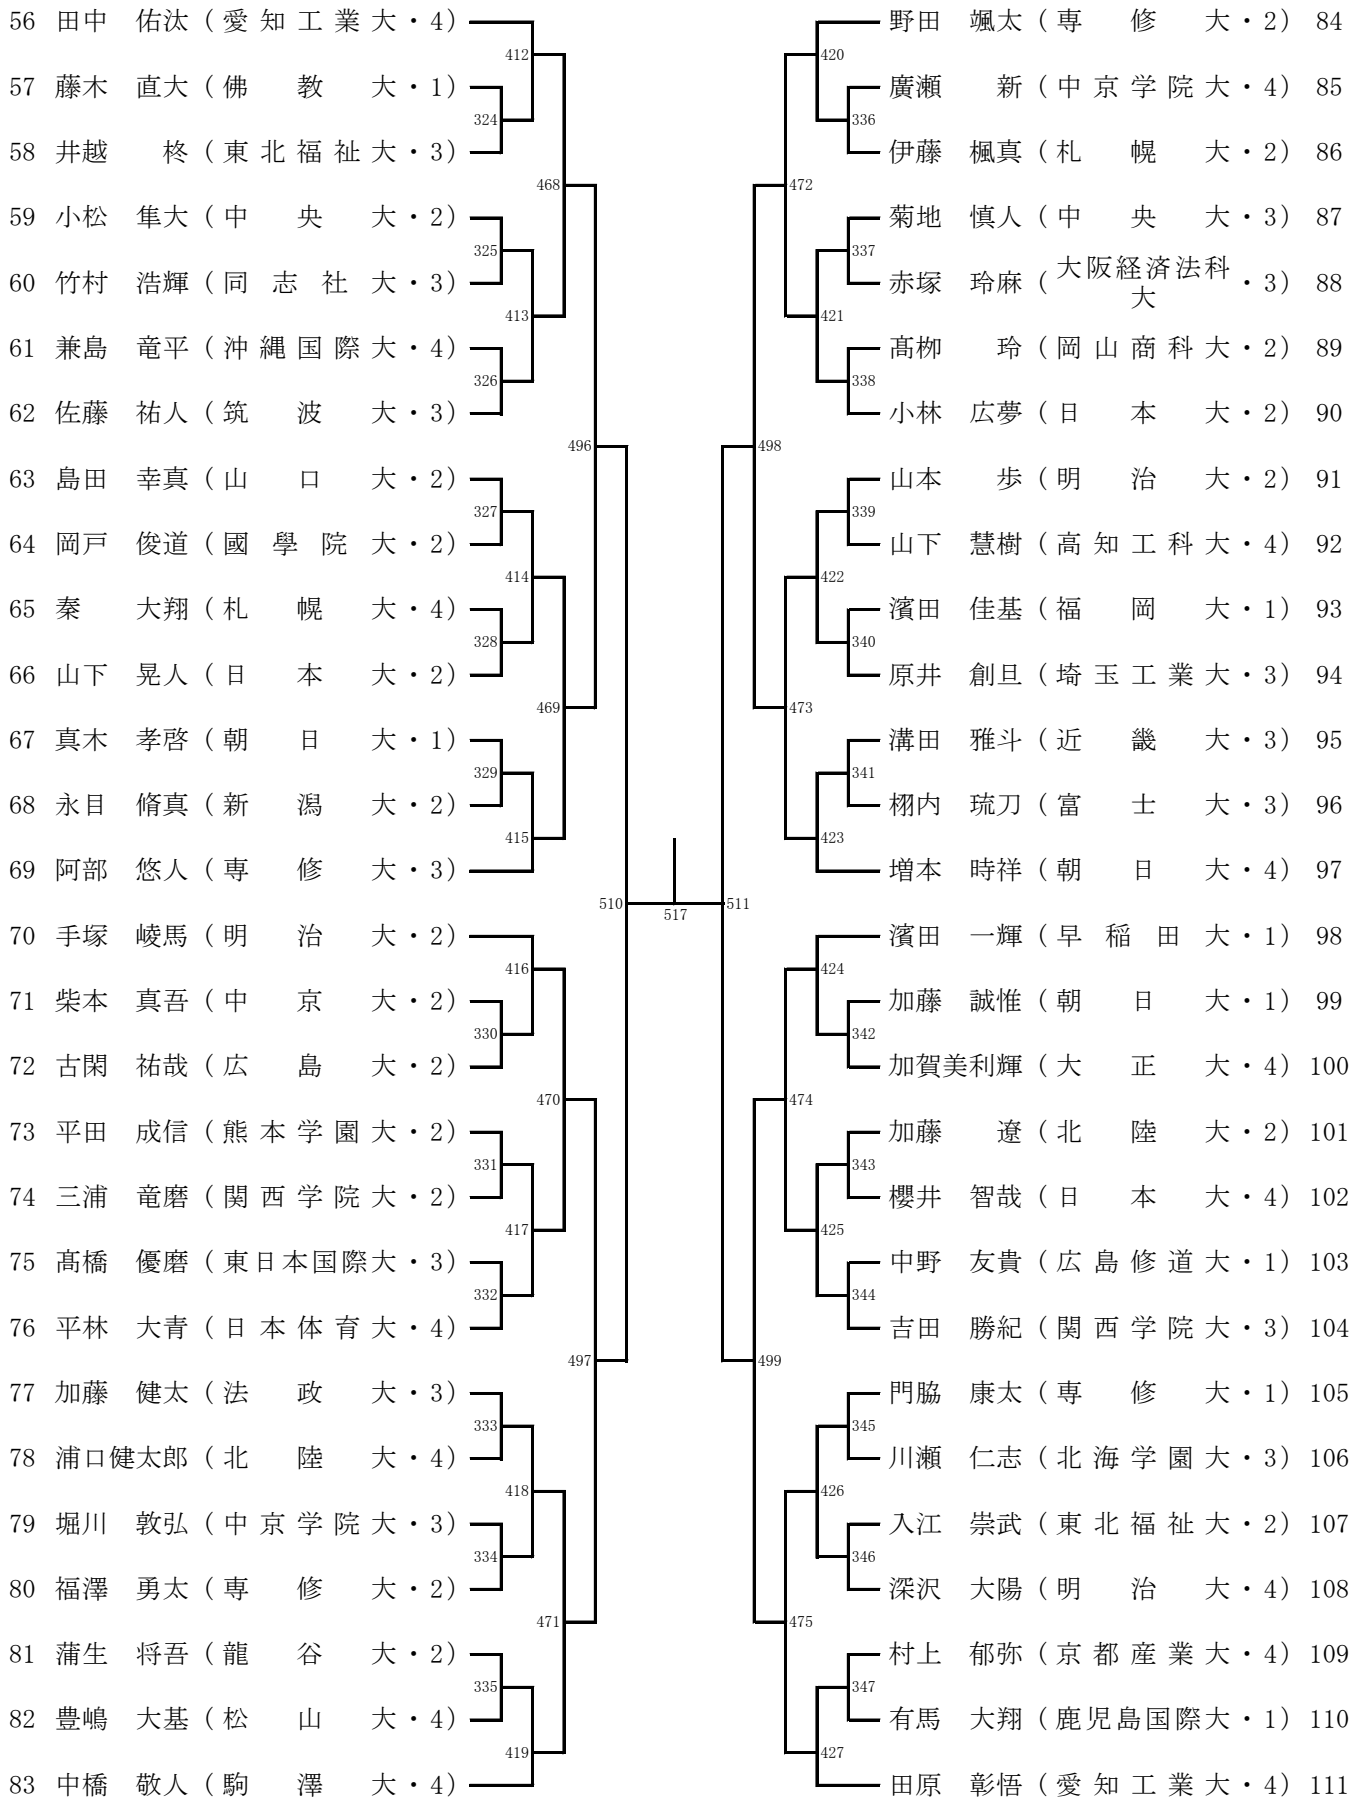 56 田中 佑汰 (愛知工業大・4)
412
57 藤木 直大 (佛教大・1)
324
58 井越 柊 (東北福祉大・3)
468
59 小松 隼大 (中央大・2)
325
60 竹村 浩輝 (同志社大・3)
413
61 兼島 竜平 (沖縄国際大・4)
326
62 佐藤 祐人 (筑波大・3)
496
63 島田 幸真 (山口大・2)
327
64 岡戸 俊道 (國學院大・2)
414
65 秦 大翔 (札幌大・4)
328
66 山下 晃人 (日本大・2)
469
67 真木 孝啓 (朝日大・1)
329
68 永目 脩真 (新潟大・2)
415
69 阿部 悠人 (専修大・3)
510
70 手塚 崚馬 (明治大・2)
416
71 柴本 真吾 (中京大・2)
330
72 古閑 祐哉 (広島大・2)
470
73 平田 成信 (熊本学園大・2)
331
74 三浦 竜磨 (関西学院大・2)
417
75 髙橋 優磨 (東日本国際大・3)
332
76 平林 大青 (日本体育大・4)
497
77 加藤 健太 (法政大・3)
333
78 浦口健太郎 (北陸大・4)
418
79 堀川 敦弘 (中京学院大・3)
334
80 福澤 勇太 (専修大・2)
471
81 蒲生 将吾 (龍谷大・2)
335
82 豊嶋 大基 (松山大・4)
419
83 中橋 敬人 (駒澤大・4)
517
野田 颯太 (専修大・2) 84
420
廣瀬 新 (中京学院大・4) 85
336
伊藤 楓真 (札幌大・2) 86
472
菊地 慎人 (中央大・3) 87
337
赤塚 玲麻 (大阪経済法科大・3) 88
421
髙栁 玲 (岡山商科大・2) 89
338
小林 広夢 (日本大・2) 90
498
山本 歩 (明治大・2) 91
339
山下 慧樹 (高知工科大・4) 92
422
濱田 佳基 (福岡大・1) 93
340
原井 創旦 (埼玉工業大・3) 94
473
溝田 雅斗 (近畿大・3) 95
341
栩内 琉刀 (富士大・3) 96
423
増本 時祥 (朝日大・4) 97
511
濱田 一輝 (早稲田大・1) 98
424
加藤 誠惟 (朝日大・1) 99
342
加賀美利輝 (大正大・4) 100
474
加藤 遼 (北陸大・2) 101
343
櫻井 智哉 (日本大・4) 102
425
中野 友貴 (広島修道大・1) 103
344
吉田 勝紀 (関西学院大・3) 104
499
門脇 康太 (専修大・1) 105
345
川瀬 仁志 (北海学園大・3) 106
426
入江 崇武 (東北福祉大・2) 107
346
深沢 大陽 (明治大・4) 108
475
村上 郁弥 (京都産業大・4) 109
347
有馬 大翔 (鹿児島国際大・1) 110
427
田原 彰悟 (愛知工業大・4) 111